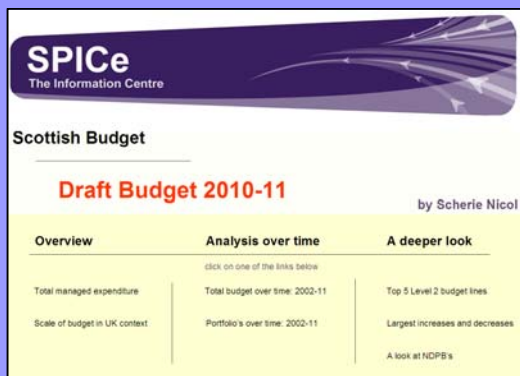 SPICe
The Information Centre
Scottish Budget
Draft Budget 2010-11
by Scherie Nicol
Overview
Analysis over time
A deeper look
click on one of the links below
Total managed expenditure
Total budget over time: 2002-11
Top 5 Level 2 budget lines
Scale of budget in UK context
Portfolio's over time: 2002-11
Largest increases and decreases
A look at NDPB's